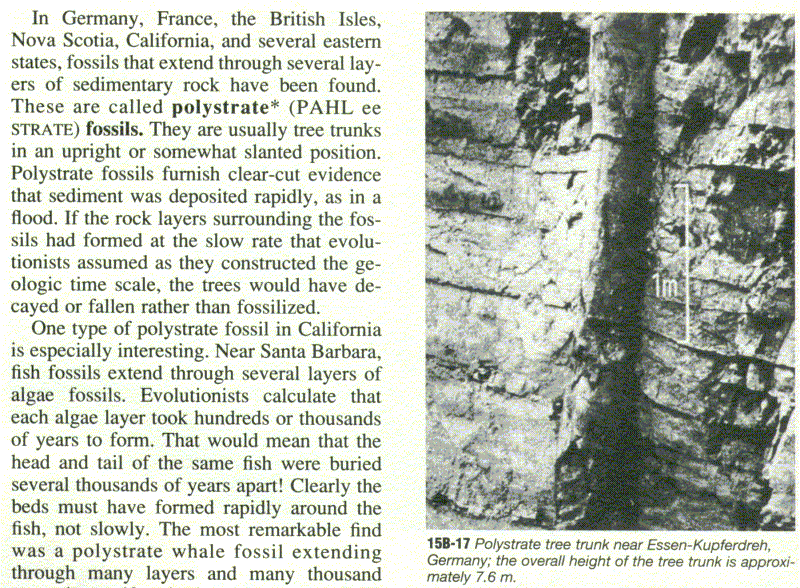 In Germany, France, the British Isles,
Nova Scotia, California, and several eastern
states, fossils that extend through several lay-
ers of sedimentary rock have been found.
These are called polystrate* (PAHL ee
STRATE) fossils. They are usually tree trunks
in an upright or somewhat slanted position.
Polystrate fossils furnish clear-cut evidence
that sediment was deposited rapidly, as in a
flood. If the rock layers surrounding the fos-
sils had formed at the slow rate that evolu-
tionists assumed as they constructed the ge-
ologic time scale, the trees would have de-
cayed or fallen rather than fossilized.
One type of polystrate fossil in California
is especially interesting. Near Santa Barbara,
fish fossils extend through several layers of
algae fossils. Evolutionists calculate that
each algae layer took hundreds or thousands
of years to form. That would mean that the
head and tail of the same fish were buried
several thousands of years apart! Clearly the
beds must have formed rapidly around the
fish, not slowly. The most remarkable find
was a polystrate whale fossil extending
through many layers and many thousand
1m
15B-17 Polystrate tree trunk near Essen-Kupferdreh,
Germany; the overall height of the tree trunk is approxi-
mately 7.6 m.